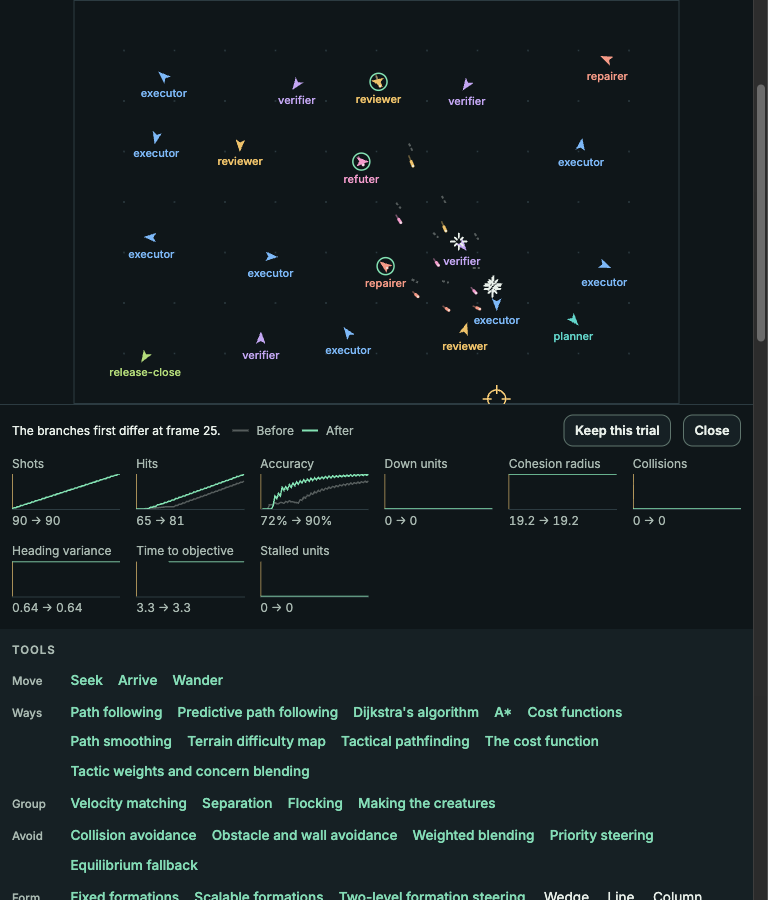 repairer
executor
verifier
reviewer
verifier
executor
reviewer
refuter
executor
executor
executor
repairer
verifier
executor
executor
planner
verifier
executor
reviewer
release-close
The branches first differ at frame 25. Before After Keep this trial Close
Shots Hits Accuracy Down units Cohesion radius Collisions
90 → 90 65 → 81 72% → 90% 0 → 0 19.2 → 19.2 0 → 0
Heading variance Time to objective Stalled units
0.64 → 0.64 3.3 → 3.3 0 → 0
TOOLS
Move Seek Arrive Wander
Ways Path following Predictive path following Dijkstra's algorithm A* Cost functions
Path smoothing Terrain difficulty map Tactical pathfinding The cost function
Tactic weights and concern blending
Group Velocity matching Separation Flocking Making the creatures
Avoid Collision avoidance Obstacle and wall avoidance Weighted blending Priority steering
Equilibrium fallback
Form Fixed formations Scalable formations Two-level formation steering Wedge Line Column